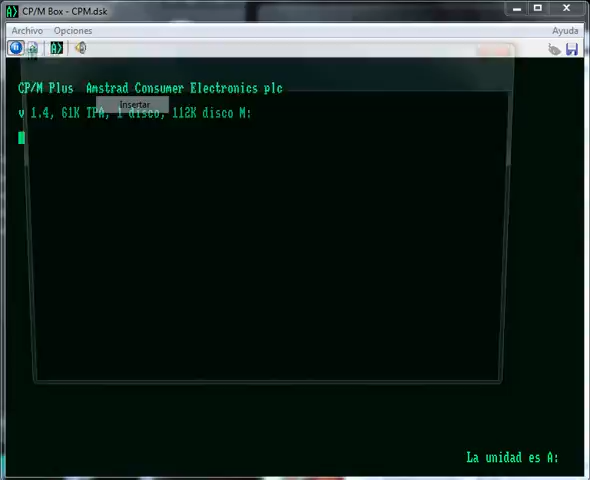 CP/M Box - CPM.dsk
Archivo Opciones Ayuda
A>
CP/M Plus Amstrad Consumer Electronics plc
Insertar
v 1.4, 61K TPA, 1 disco, 112K disco M:
La unidad es A: